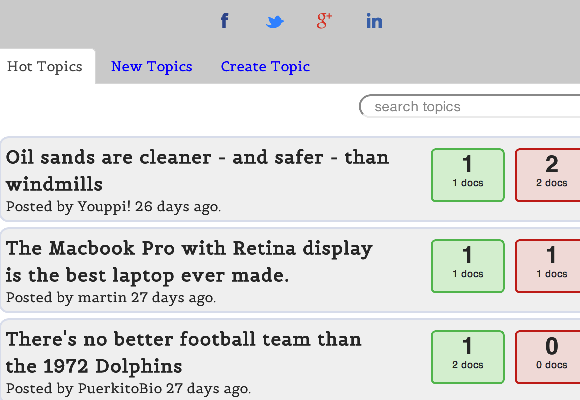 f g+ in
Hot Topics New Topics Create Topic
search topics
Oil sands are cleaner - and safer - than
windmills
Posted by Youppi! 26 days ago.
1
1 docs
2
2 docs
The Macbook Pro with Retina display
is the best laptop ever made.
Posted by martin 27 days ago.
1
1 docs
1
1 docs
There's no better football team than
the 1972 Dolphins
Posted by PuerkitoBio 27 days ago.
1
2 docs
0
0 docs